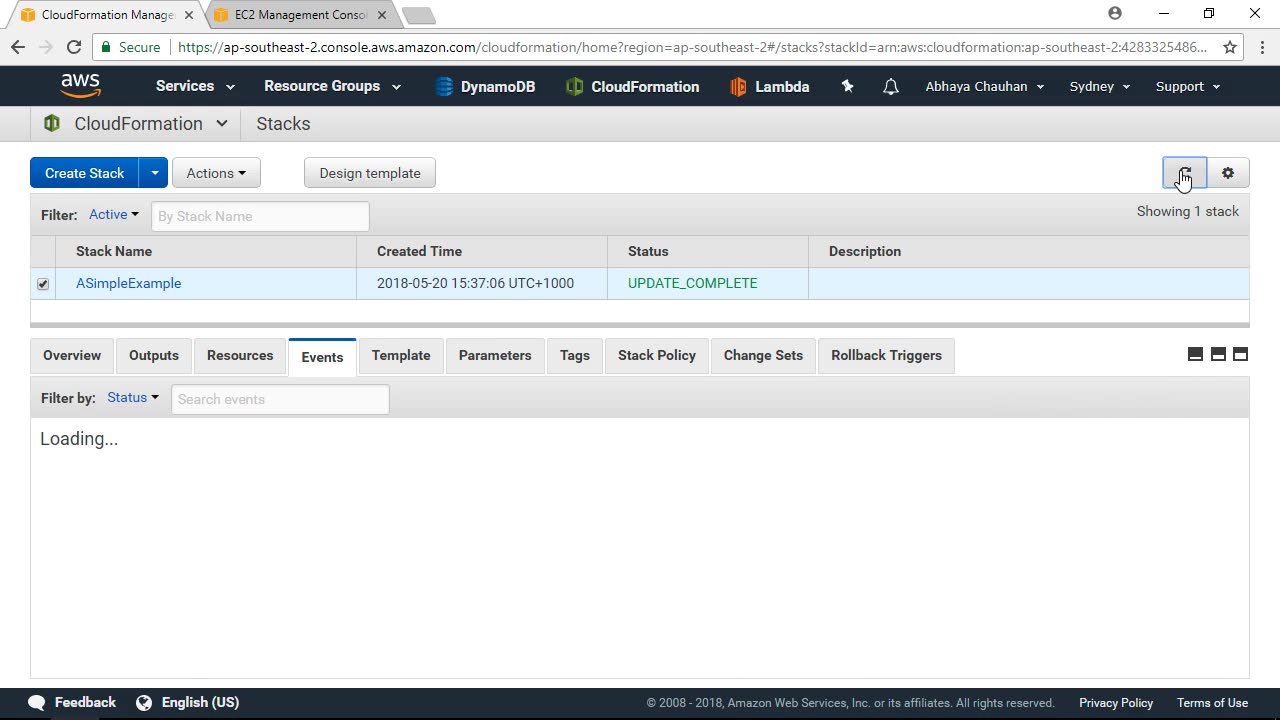 CloudFormation Manage
EC2 Management Conso
Secure https://ap-southeast-2.console.aws.amazon.com/cloudformation/home?region=ap-southeast-2#/stacks?stackId=arn:aws:cloudformation:ap-southeast-2:4283325486...
aws Services Resource Groups DynamoDB CloudFormation Lambda Abhaya Chauhan Sydney Support
CloudFormation Stacks
Create Stack Actions Design template
Filter: Active By Stack Name Showing 1 stack
Stack Name Created Time Status Description
ASimpleExample 2018-05-20 15:37:06 UTC+1000 UPDATE_COMPLETE
Overview Outputs Resources Events Template Parameters Tags Stack Policy Change Sets Rollback Triggers
Filter by: Status Search events
Loading...
Feedback English (US) © 2008 - 2018, Amazon Web Services, Inc. or its affiliates. All rights reserved. Privacy Policy Terms of Use